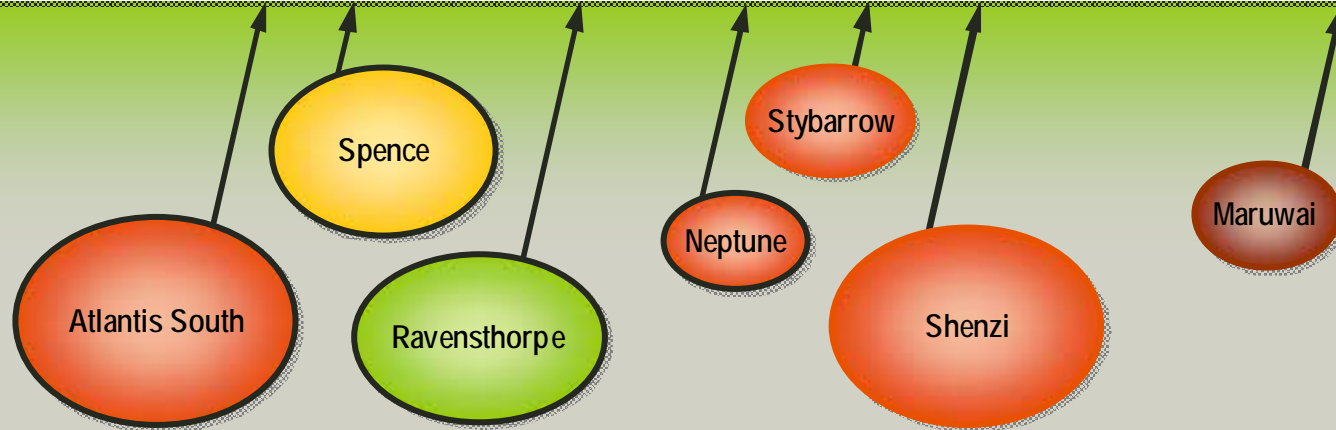 Stybarrow
Spence
Maruwai
Neptune
Atlantis South
Ravensthorpe
Shenzi